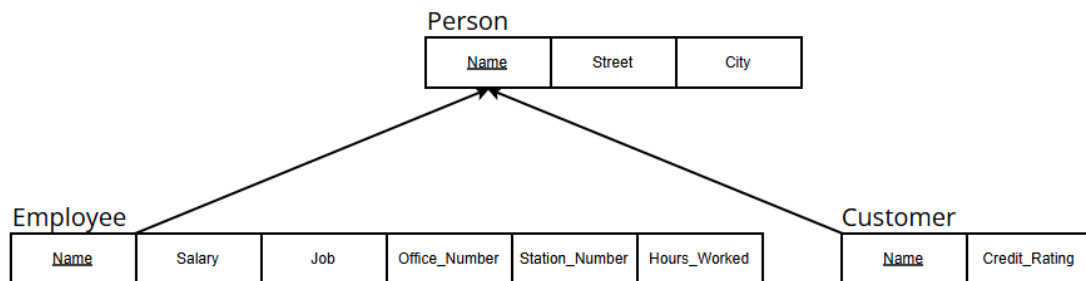 Person
Name Street City
Employee Customer
Name Salary Job Office_Number Station_Number Hours_Worked Name Credit_Rating